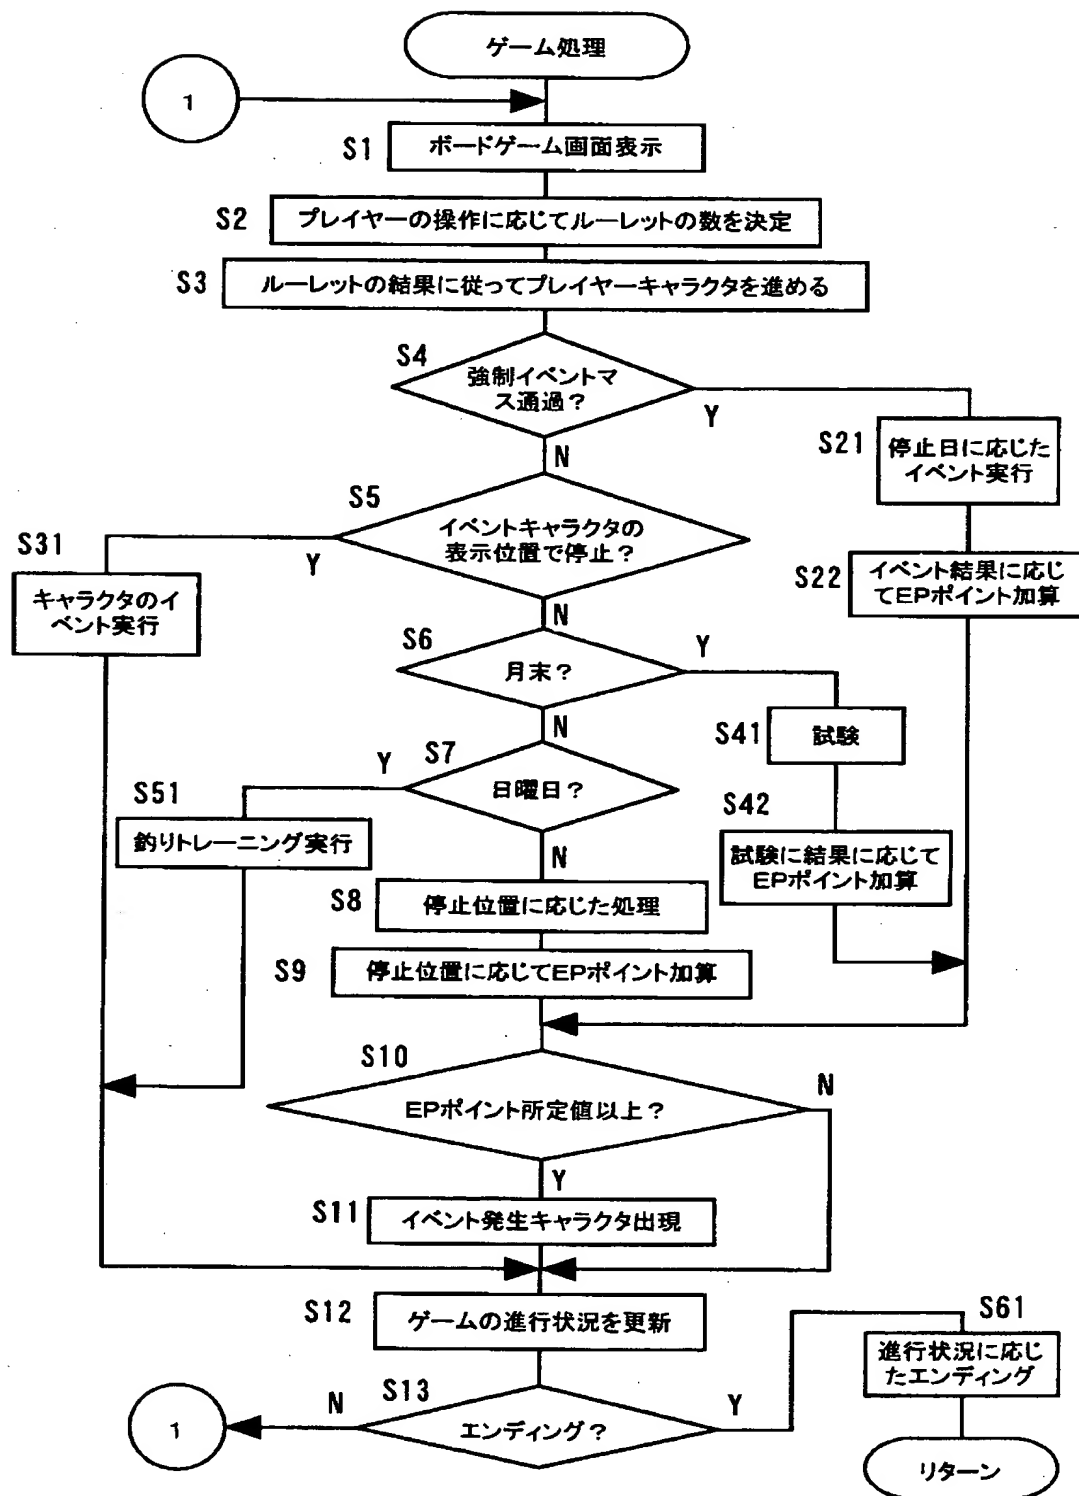 ゲーム処理
1
S1
ボードゲーム画面表示
S2
プレイヤーの操作に応じてルーレットの数を決定
S3
ルーレットの結果に従ってプレイヤーキャラクタを進める
S4
強制イベントマ
ス通過?
Y
N
S21
停止日に応じた
イベント実行
S5
イベントキャラクタの
表示位置で停止?
Y
N
S31
キャラクタのイ
ベント実行
S22
イベント結果に応じ
てEPポイント加算
S6
月末?
Y
N
S41
試験
S7
日曜日?
Y
N
S51
釣りトレーニング実行
S42
試験に結果に応じて
EPポイント加算
S8
停止位置に応じた処理
S9
停止位置に応じてEPポイント加算
S10
EPポイント所定値以上?
N
Y
S11
イベント発生キャラクタ出現
S12
ゲームの進行状況を更新
S61
進行状況に応じ
たエンディング
S13
エンディング?
N
Y
1
リターン